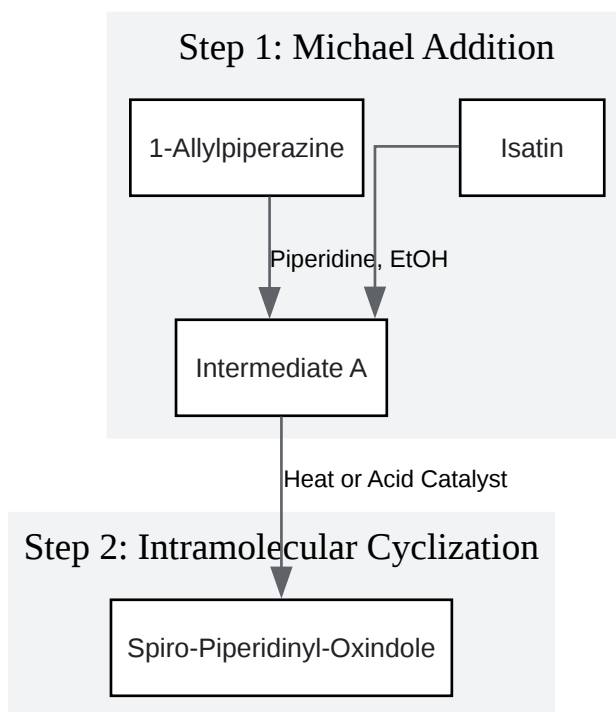 Step 1: Michael Addition
1-Allylpiperazine
Isatin
Piperidine, EtOH
Intermediate A
Heat or Acid Catalyst
Step 2: Intramolecular Cyclization
Spiro-Piperidinyl-Oxindole